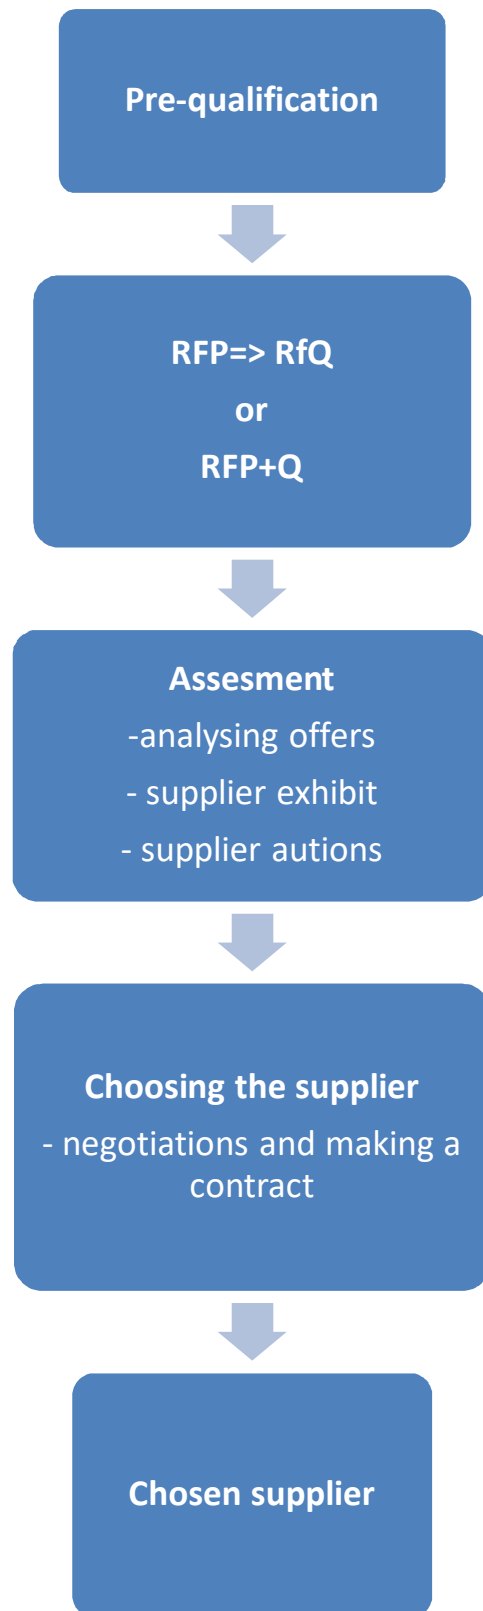 Pre-qualification
RFP=> RfQ
or
RFP+Q
Assesment
-analysing offers
- supplier exhibit
- supplier autions
Choosing the supplier
- negotiations and making a
contract
Chosen supplier